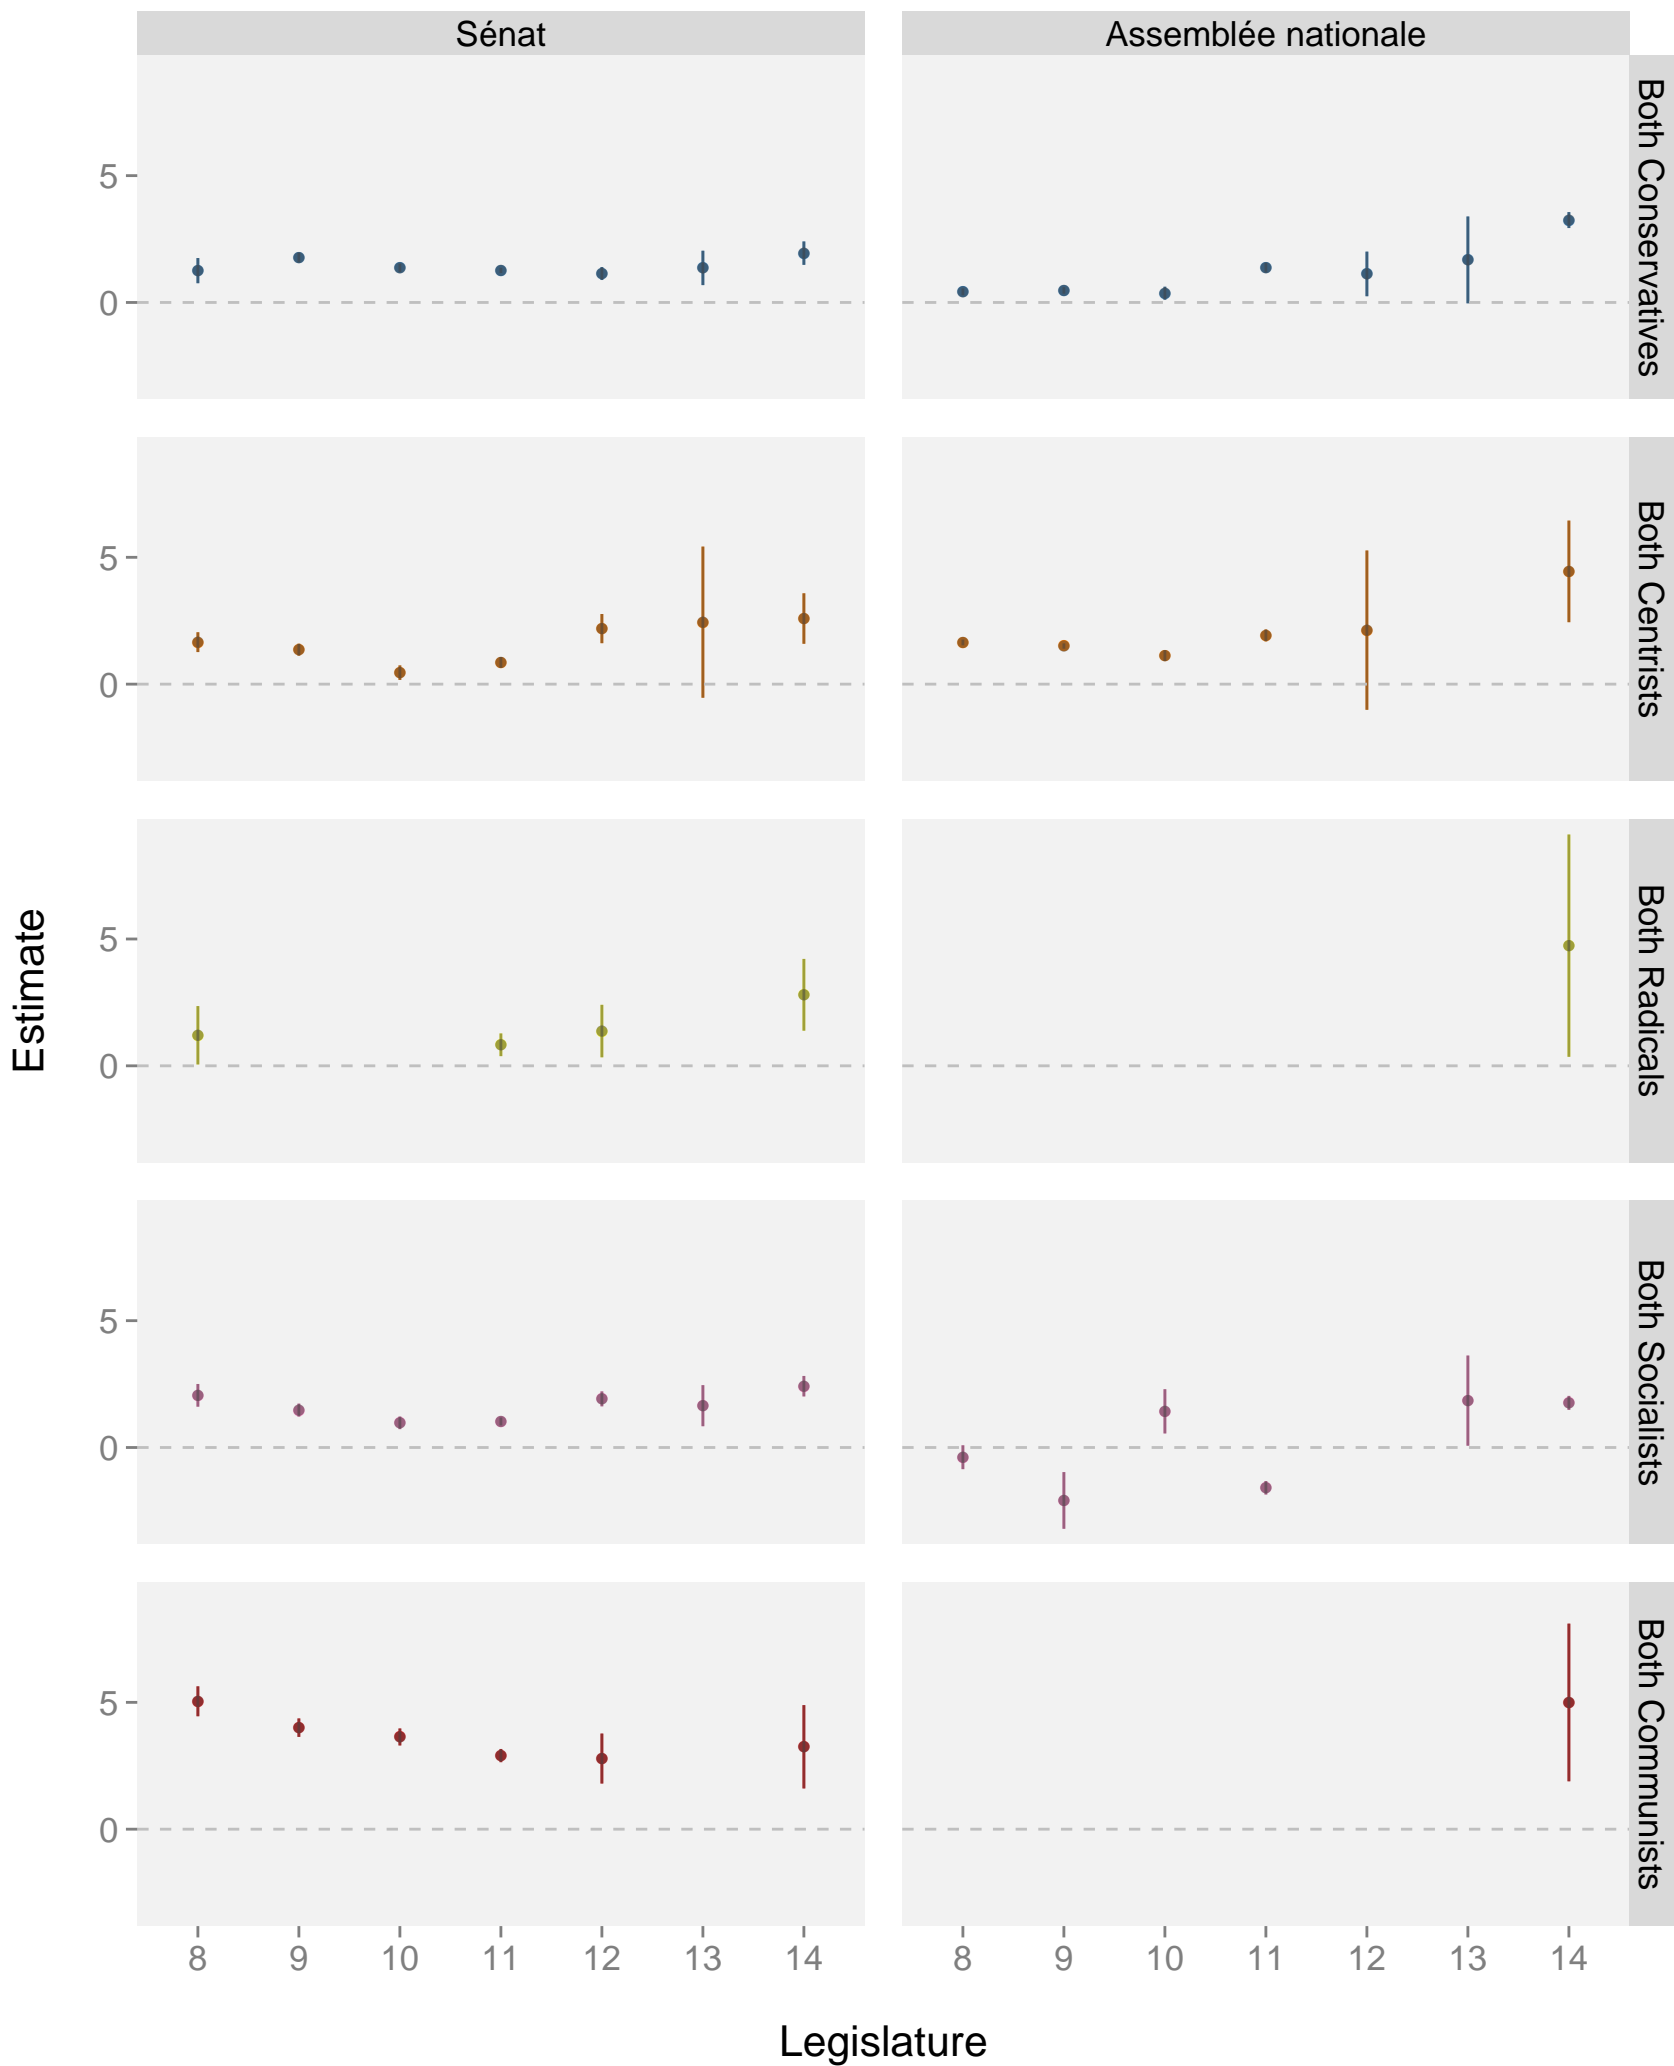 Sénat
Assemblée nationale
Both Conservatives
5
0
Both Centrists
5
0
Both Radicals
5
0
Both Socialists
5
0
Both Communists
5
0
Estimate
8 9 10 11 12 13 14
8 9 10 11 12 13 14
Legislature